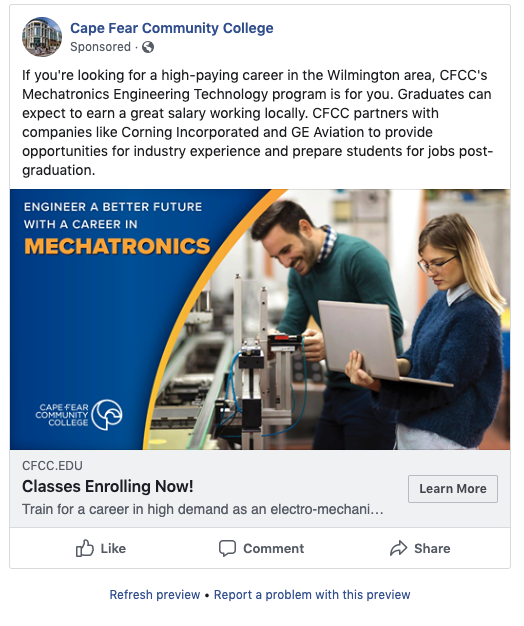 Cape Fear Community College
Sponsored ·
If you're looking for a high-paying career in the Wilmington area, CFCC's
Mechatronics Engineering Technology program is for you. Graduates can
expect to earn a great salary working locally. CFCC partners with
companies like Corning Incorporated and GE Aviation to provide
opportunities for industry experience and prepare students for jobs post-
graduation.
ENGINEER A BETTER FUTURE
WITH A CAREER IN
MECHATRONICS
CAPE FEAR
COMMUNITY
COLLEGE
CFCC.EDU
Classes Enrolling Now!
Train for a career in high demand as an electro-mechani...
Learn More
Like
Comment
Share
Refresh preview • Report a problem with this preview